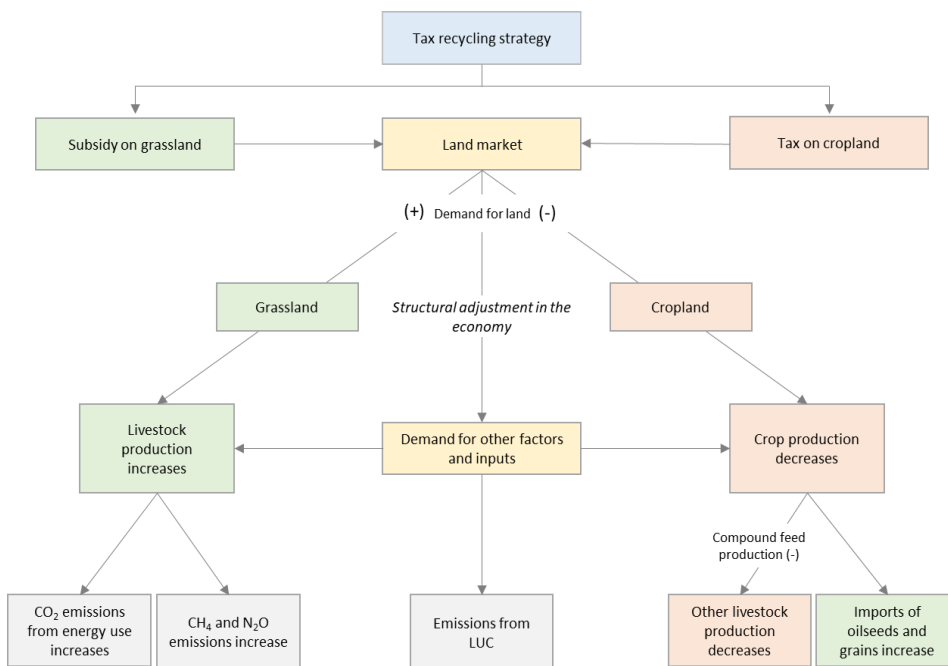 Tax recycling strategy
Subsidy on grassland
Land market
Tax on cropland
(+) Demand for land (-)
Grassland
Structural adjustment in the
economy
Cropland
Livestock
production
increases
Demand for other factors
and inputs
Crop production
decreases
Compound feed
production (-)
CO₂ emissions
from energy use
increases
CH₄ and N₂O
emissions increase
Emissions from
LUC
Other livestock
production
decreases
Imports of
oilseeds and
grains increase